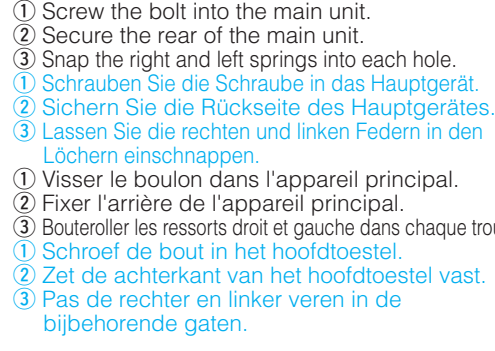 ① Screw the bolt into the main unit.
② Secure the rear of the main unit.
③ Snap the right and left springs into each hole.
① Schrauben Sie die Schraube in das Hauptgerät.
② Sichern Sie die Rückseite des Hauptgerätes.
③ Lassen Sie die rechten und linken Federn in den
Löchern einschnappen.
① Visser le boulon dans l'appareil principal.
② Fixer l'arrière de l'appareil principal.
③ Bouteroller les ressorts droit et gauche dans chaque trou
① Schroef de bout in het hoofdtoestel.
② Zet de achterkant van het hoofdtoestel vast.
③ Pas de rechter en linker veren in de
bijbehorende gaten.